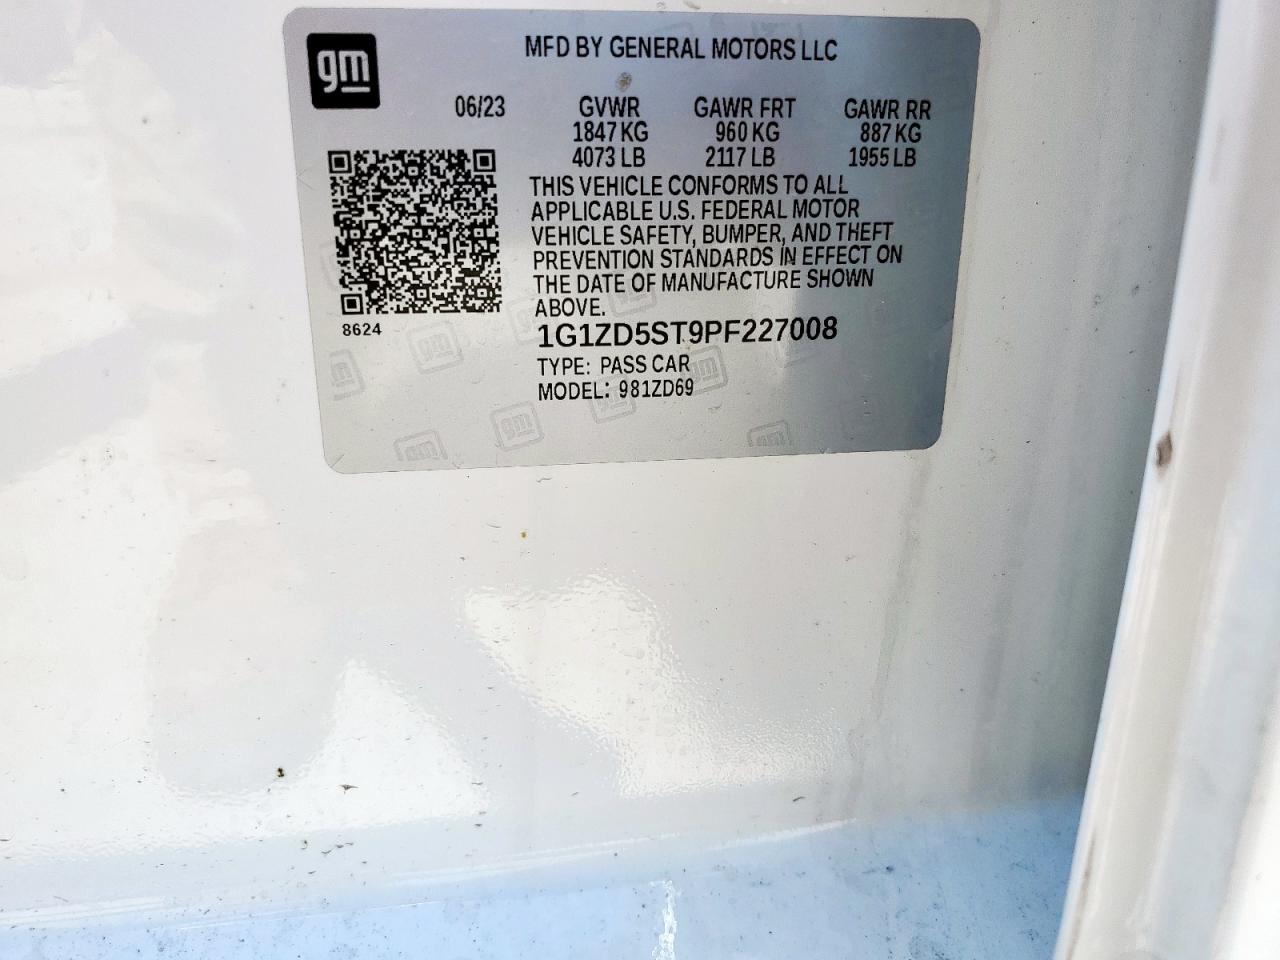 gm
MFD BY GENERAL MOTORS LLC
06/23 GVWR GAWR FRT GAWR RR
1847 KG 960 KG 887 KG
4073 LB 2117 LB 1955 LB
THIS VEHICLE CONFORMS TO ALL
APPLICABLE U.S. FEDERAL MOTOR
VEHICLE SAFETY, BUMPER, AND THEFT
PREVENTION STANDARDS IN EFFECT ON
THE DATE OF MANUFACTURE SHOWN
ABOVE.
8624
1G1ZD5ST9PF227008
TYPE: PASS CAR
MODEL: 981ZD69